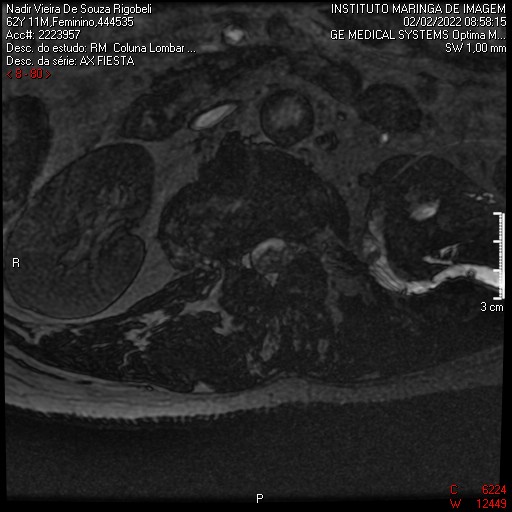 Nadir Vieira De Souza Rigobeli
62Y 11M,Feminino,444535
Acc#: 2223957
Desc. do estudo: RM  Coluna Lombar ...
Desc. da série: AX FIESTA
< 8 - 80 >
INSTITUTO MARINGA DE IMAGEM
02/02/2022 08:58:15
GE MEDICAL SYSTEMS Optima M...
SW 1,00 mm
R
3 cm
P
C 6224
W 12449